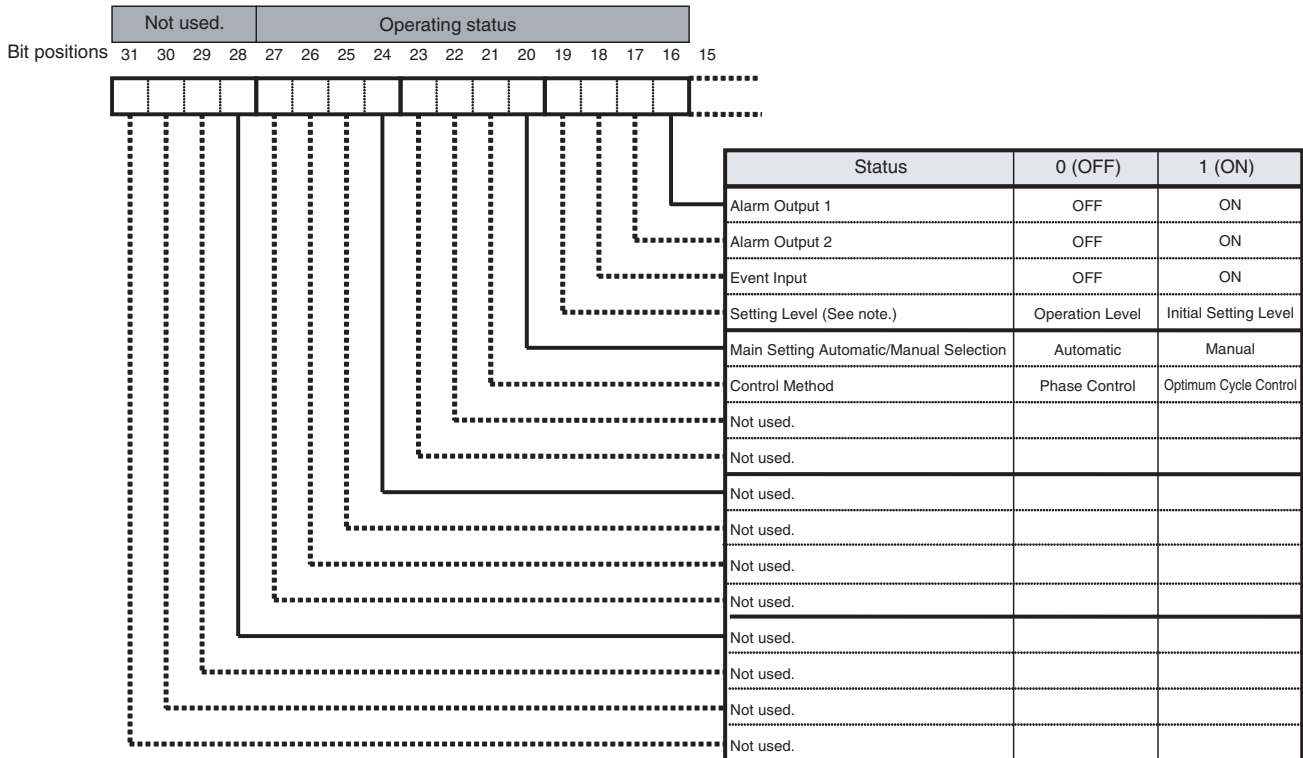 Not used. Operating status
Bit positions 31 30 29 28 27 26 25 24 23 22 21 20 19 18 17 16 15
Status 0 (OFF) 1 (ON)
Alarm Output 1 OFF ON
Alarm Output 2 OFF ON
Event Input OFF ON
Setting Level (See note.) Operation Level Initial Setting Level
Main Setting Automatic/Manual Selection Automatic Manual
Control Method Phase Control Optimum Cycle Control
Not used.
Not used.
Not used.
Not used.
Not used.
Not used.
Not used.
Not used.
Not used.
Not used.